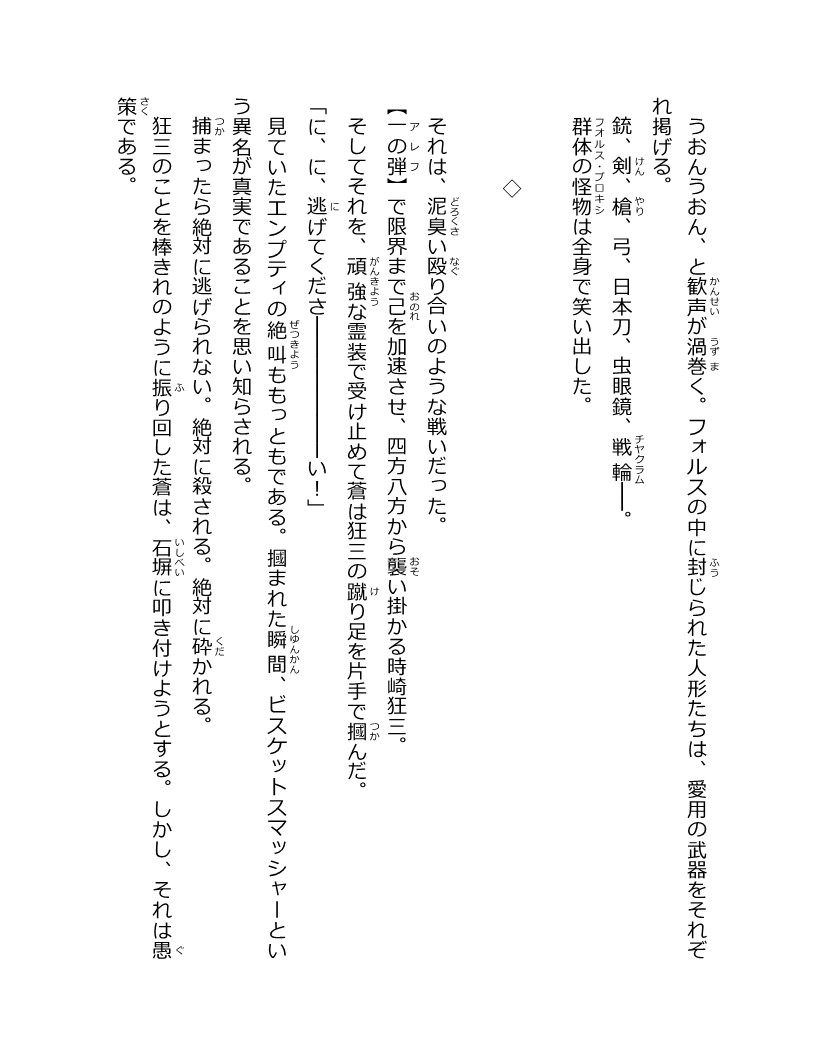 うおんうおん、と歓声が渦巻く。フォルスの中に封じられた人形たちは、愛用の武器をそれぞ
れ掲げる。
銃、剣、槍、弓、日本刀、虫眼鏡、戦輪──。
群体の怪物は全身で笑い出した。
◇
それは、泥臭い殴り合いのような戦いだった。
【一の弾】で限界まで己を加速させ、四方八方から襲い掛かる時崎狂三。
そしてそれを、頑強な霊装で受け止めて蒼は狂三の蹴り足を片手で摑んだ。
「に、に、逃げてくださ───────い！」
見ていたエンプティの絶叫ももっともである。摑まれた瞬間、ビスケットスマッシャーとい
う異名が真実であることを思い知らされる。
捕まったら絶対に逃げられない。絶対に殺される。絶対に砕かれる。
狂三のことを棒きれのように振り回した蒼は、石塀に叩き付けようとする。しかし、それは愚
策である。